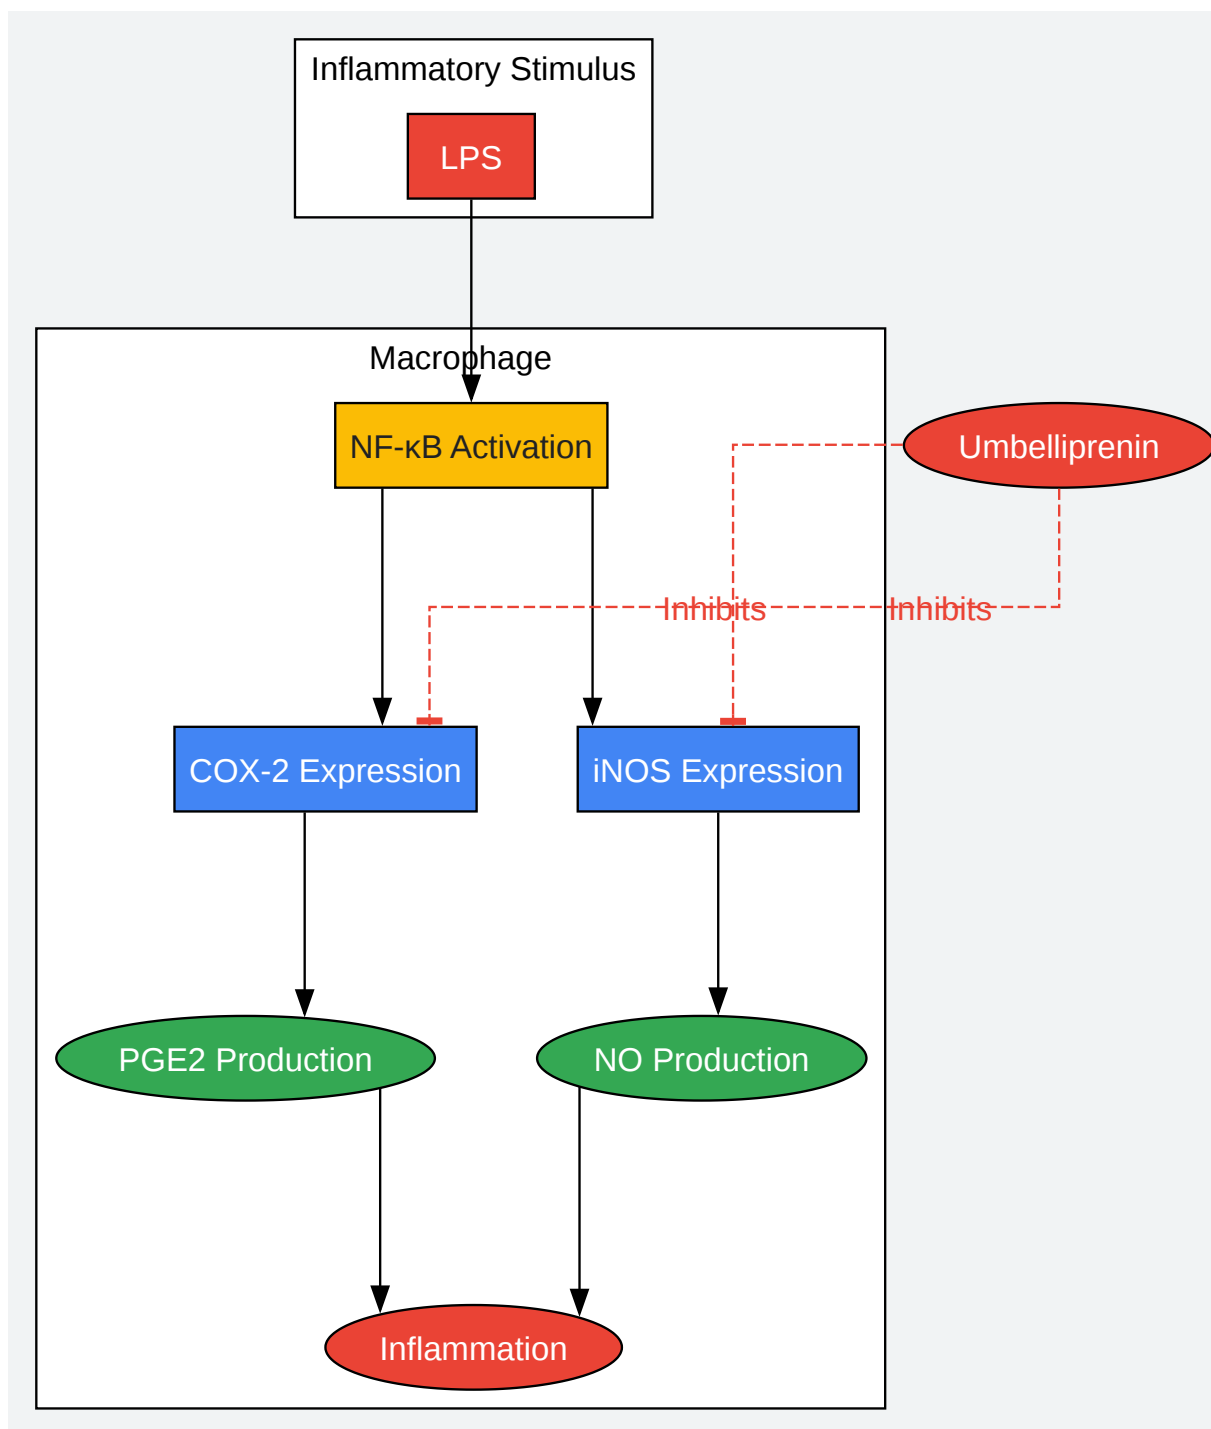 Inflammatory Stimulus
LPS
Macrophage
NF-κB Activation
Umbelliprenin
Inhibits
Inhibits
COX-2 Expression
iNOS Expression
PGE2 Production
NO Production
Inflammation